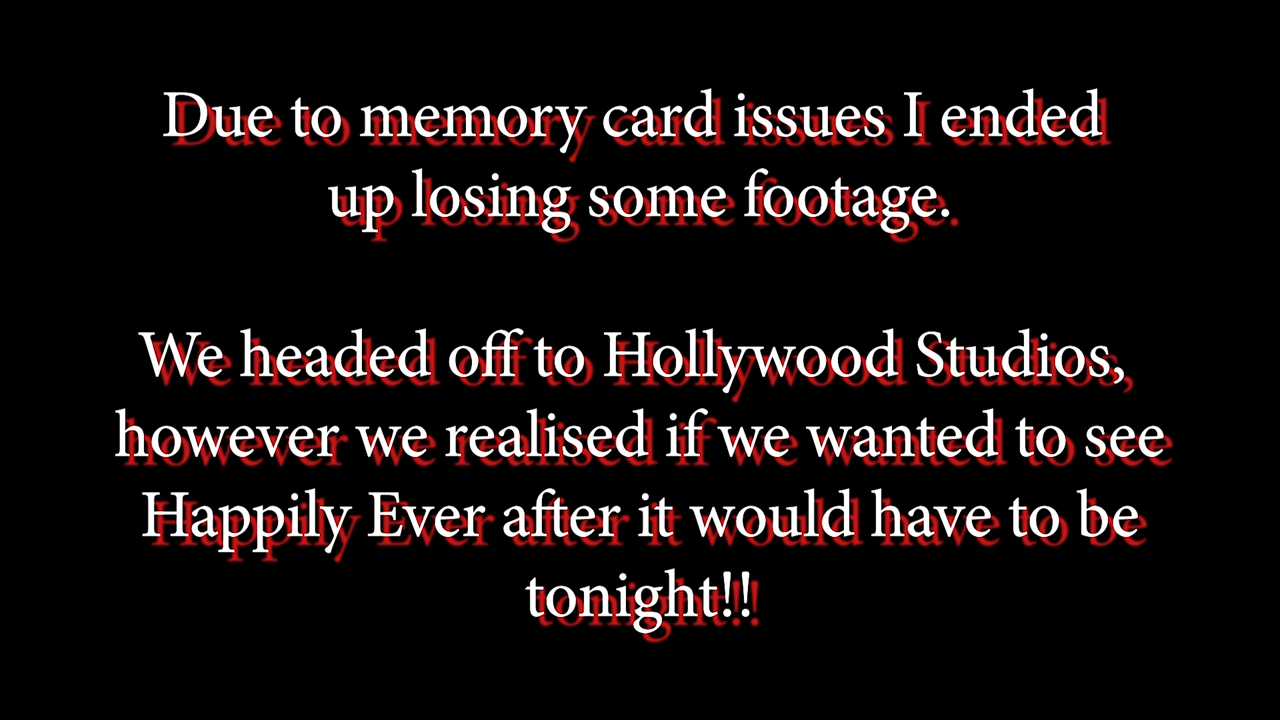 Due to memory card issues I ended
up losing some footage.
We headed off to Hollywood Studios,
however we realised if we wanted to see
Happily Ever after it would have to be
tonight!!